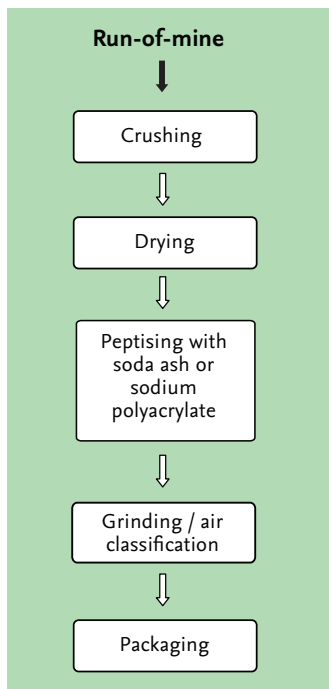 Run-of-mine
Crushing
Drying
Peptising with
soda ash or
sodium
polyacrylate
Grinding / air
classification
Packaging